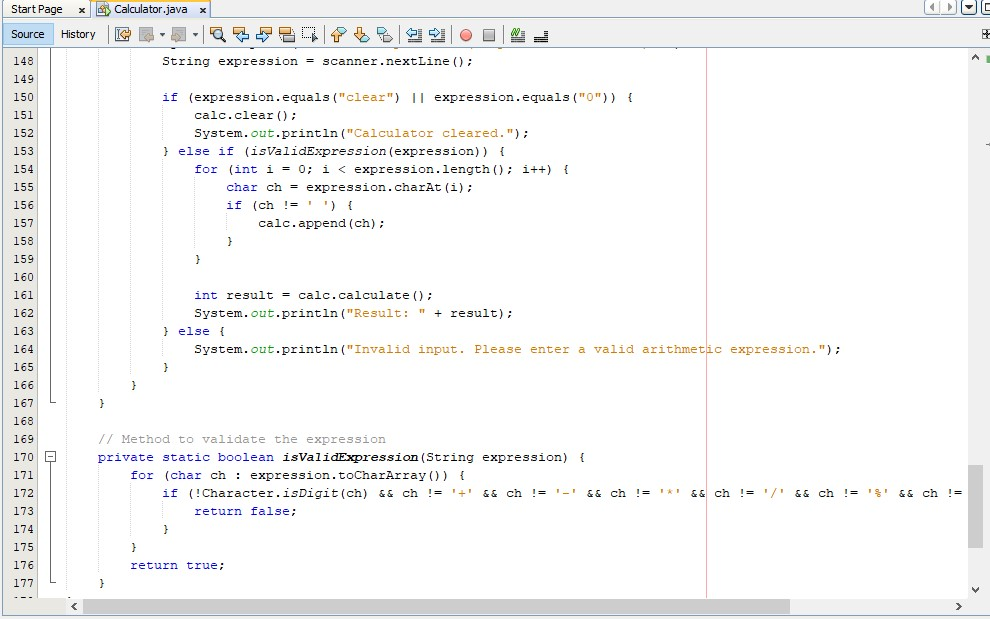 Start Page x Calculator.java x
Source History
148 String expression = scanner.nextLine();
149
150 if (expression.equals("clear") || expression.equals("0")) {
151 calc.clear();
152 System.out.println("Calculator cleared.");
153 } else if (isValidExpression(expression)) {
154 for (int i = 0; i < expression.length(); i++) {
155 char ch = expression.charAt(i);
156 if (ch != ' ') {
157 calc.append(ch);
158 }
159 }
160
161 int result = calc.calculate();
162 System.out.println("Result: " + result);
163 } else {
164 System.out.println("Invalid input. Please enter a valid arithmetic expression.");
165 }
166 }
167 }
168
169 // Method to validate the expression
170 private static boolean isValidExpression(String expression) {
171 for (char ch : expression.toCharArray()) {
172 if (!Character.isDigit(ch) && ch != '+' && ch != '-' && ch != '*' && ch != '/' && ch != '%' && ch !=
173 return false;
174 }
175 }
176 return true;
177 }